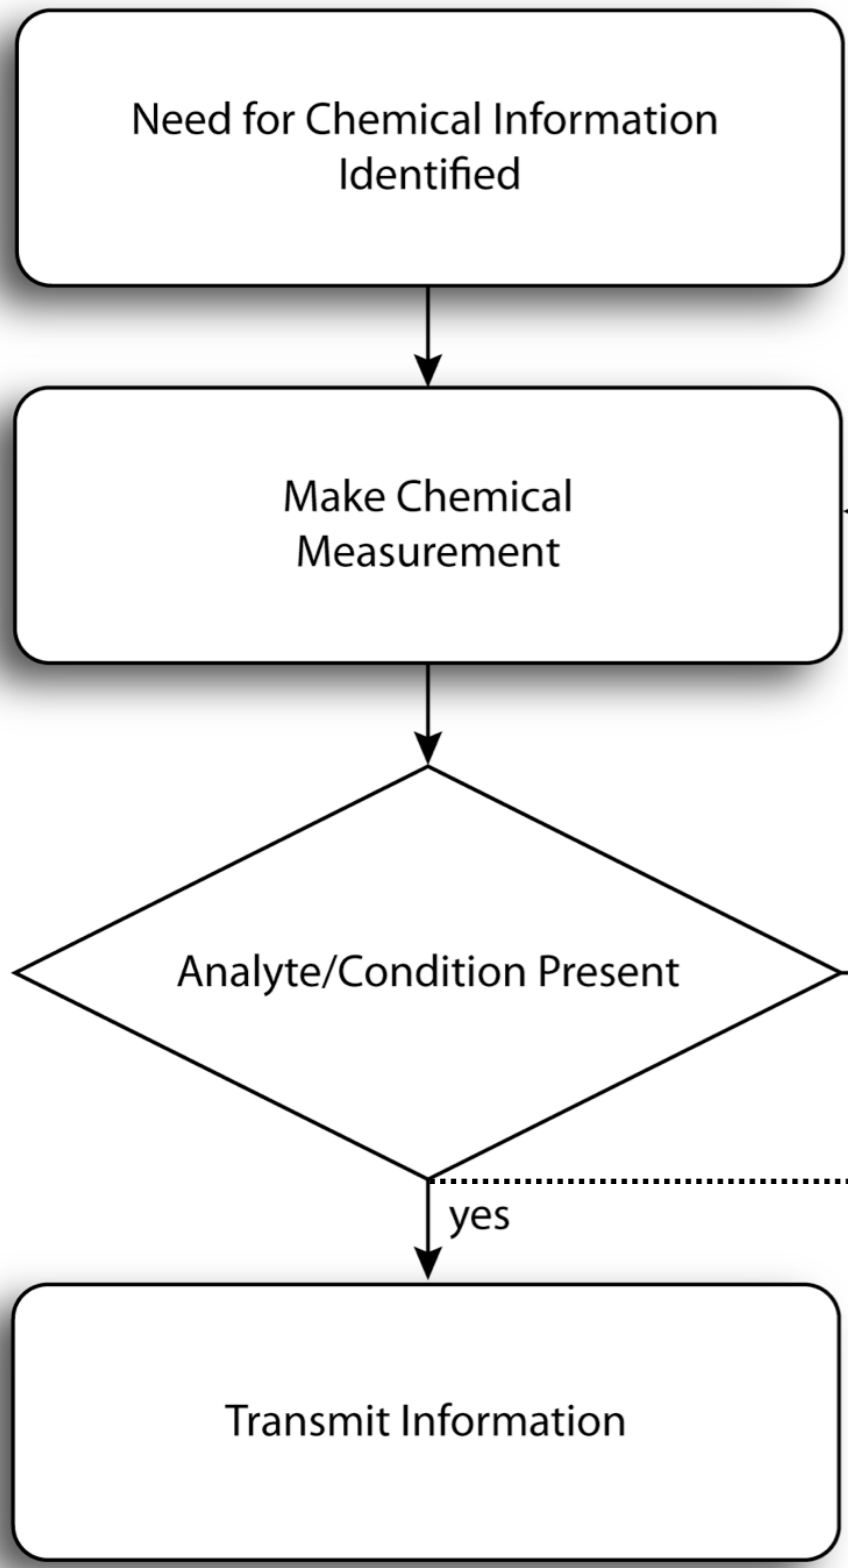 Need for Chemical Information
Identified
Make Chemical
Measurement
Analyte/Condition Present
yes
Transmit Information